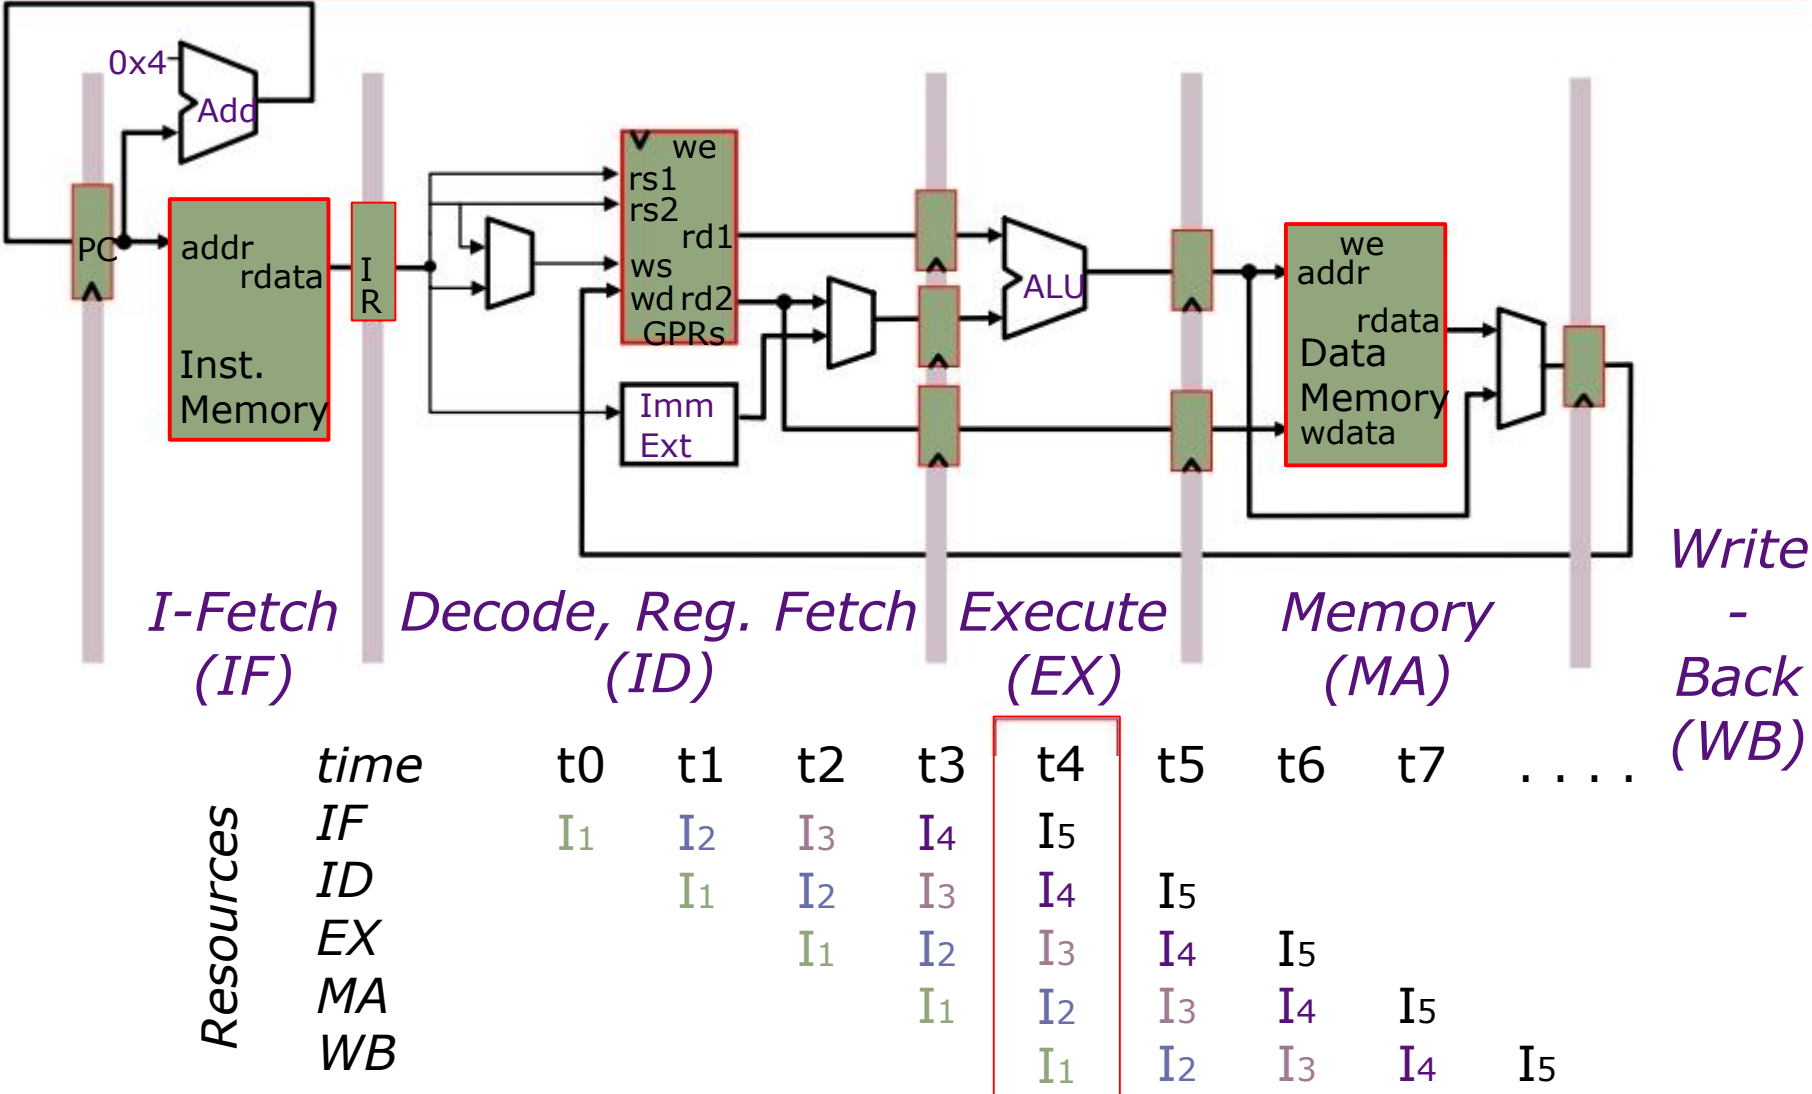 0x4
Add
PC
addr
rdata
Inst.
Memory
I
R
we
rs1
rs2
rd1
ws
wd rd2
GPRs
Imm
Ext
ALU
we
addr
rdata
Data
Memory
wdata
I-Fetch
(IF)
Decode, Reg. Fetch
(ID)
Execute
(EX)
Memory
(MA)
Write
-
Back
(WB)
time t0 t1 t2 t3 t4 t5 t6 t7 . . . .
Resources
IF I1 I2 I3 I4 I5
ID I1 I2 I3 I4 I5
EX I1 I2 I3 I4 I5
MA I1 I2 I3 I4 I5
WB I1 I2 I3 I4 I5